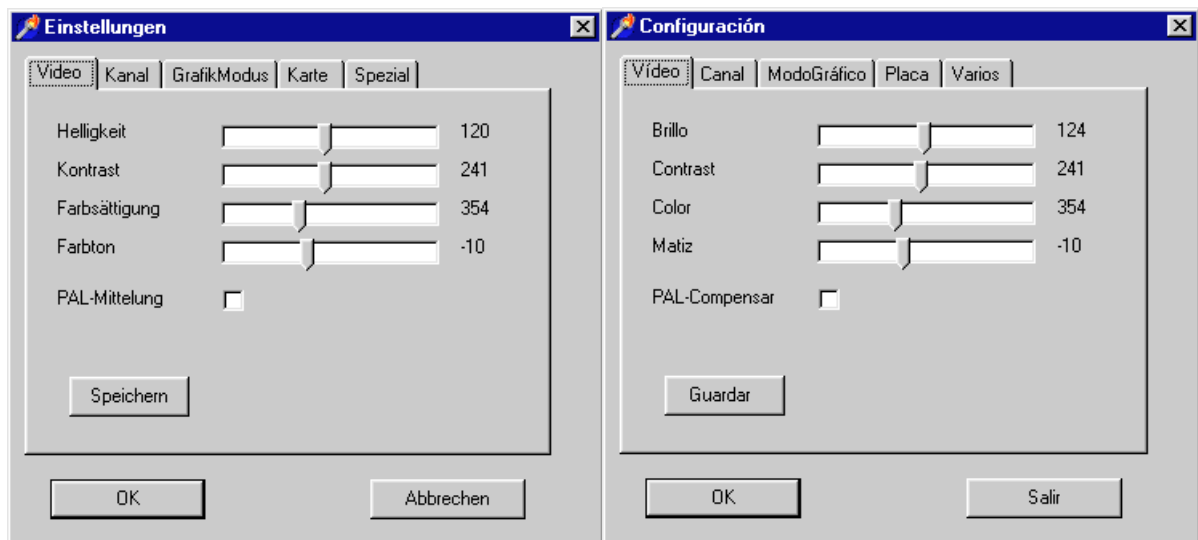 Einstellungen
Video Kanal GrafikModus Karte Spezial
Helligkeit 120
Kontrast 241
Farbsättigung 354
Farbton -10
PAL-Mittelung
Speichern
OK Abbrechen
Configuración
Vídeo Canal ModoGráfico Placa Varios
Brillo 124
Contrast 241
Color 354
Matiz -10
PAL-Compensar
Guardar
OK Salir